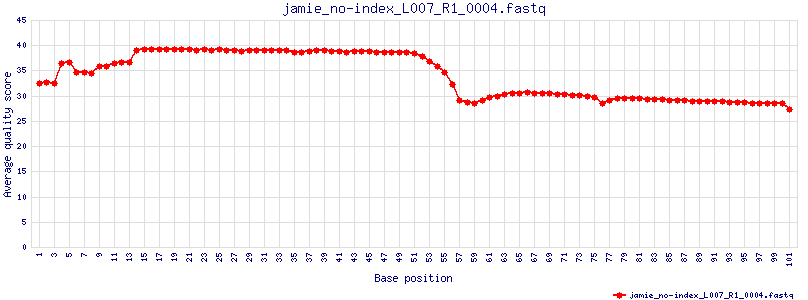 jamie_no-index_L007_R1_0004.fastq
45
40
35
30
25
20
15
10
5
0
Average quality score
1 3 5 7 9 11 13 15 17 19 21 23 25 27 29 31 33 35 37 39 41 43 45 47 49 51 53 55 57 59 61 63 65 67 69 71 73 75 77 79 81 83 85 87 89 91 93 95 97 99 101
Base position
jamie_no-index_L007_R1_0004.fastq